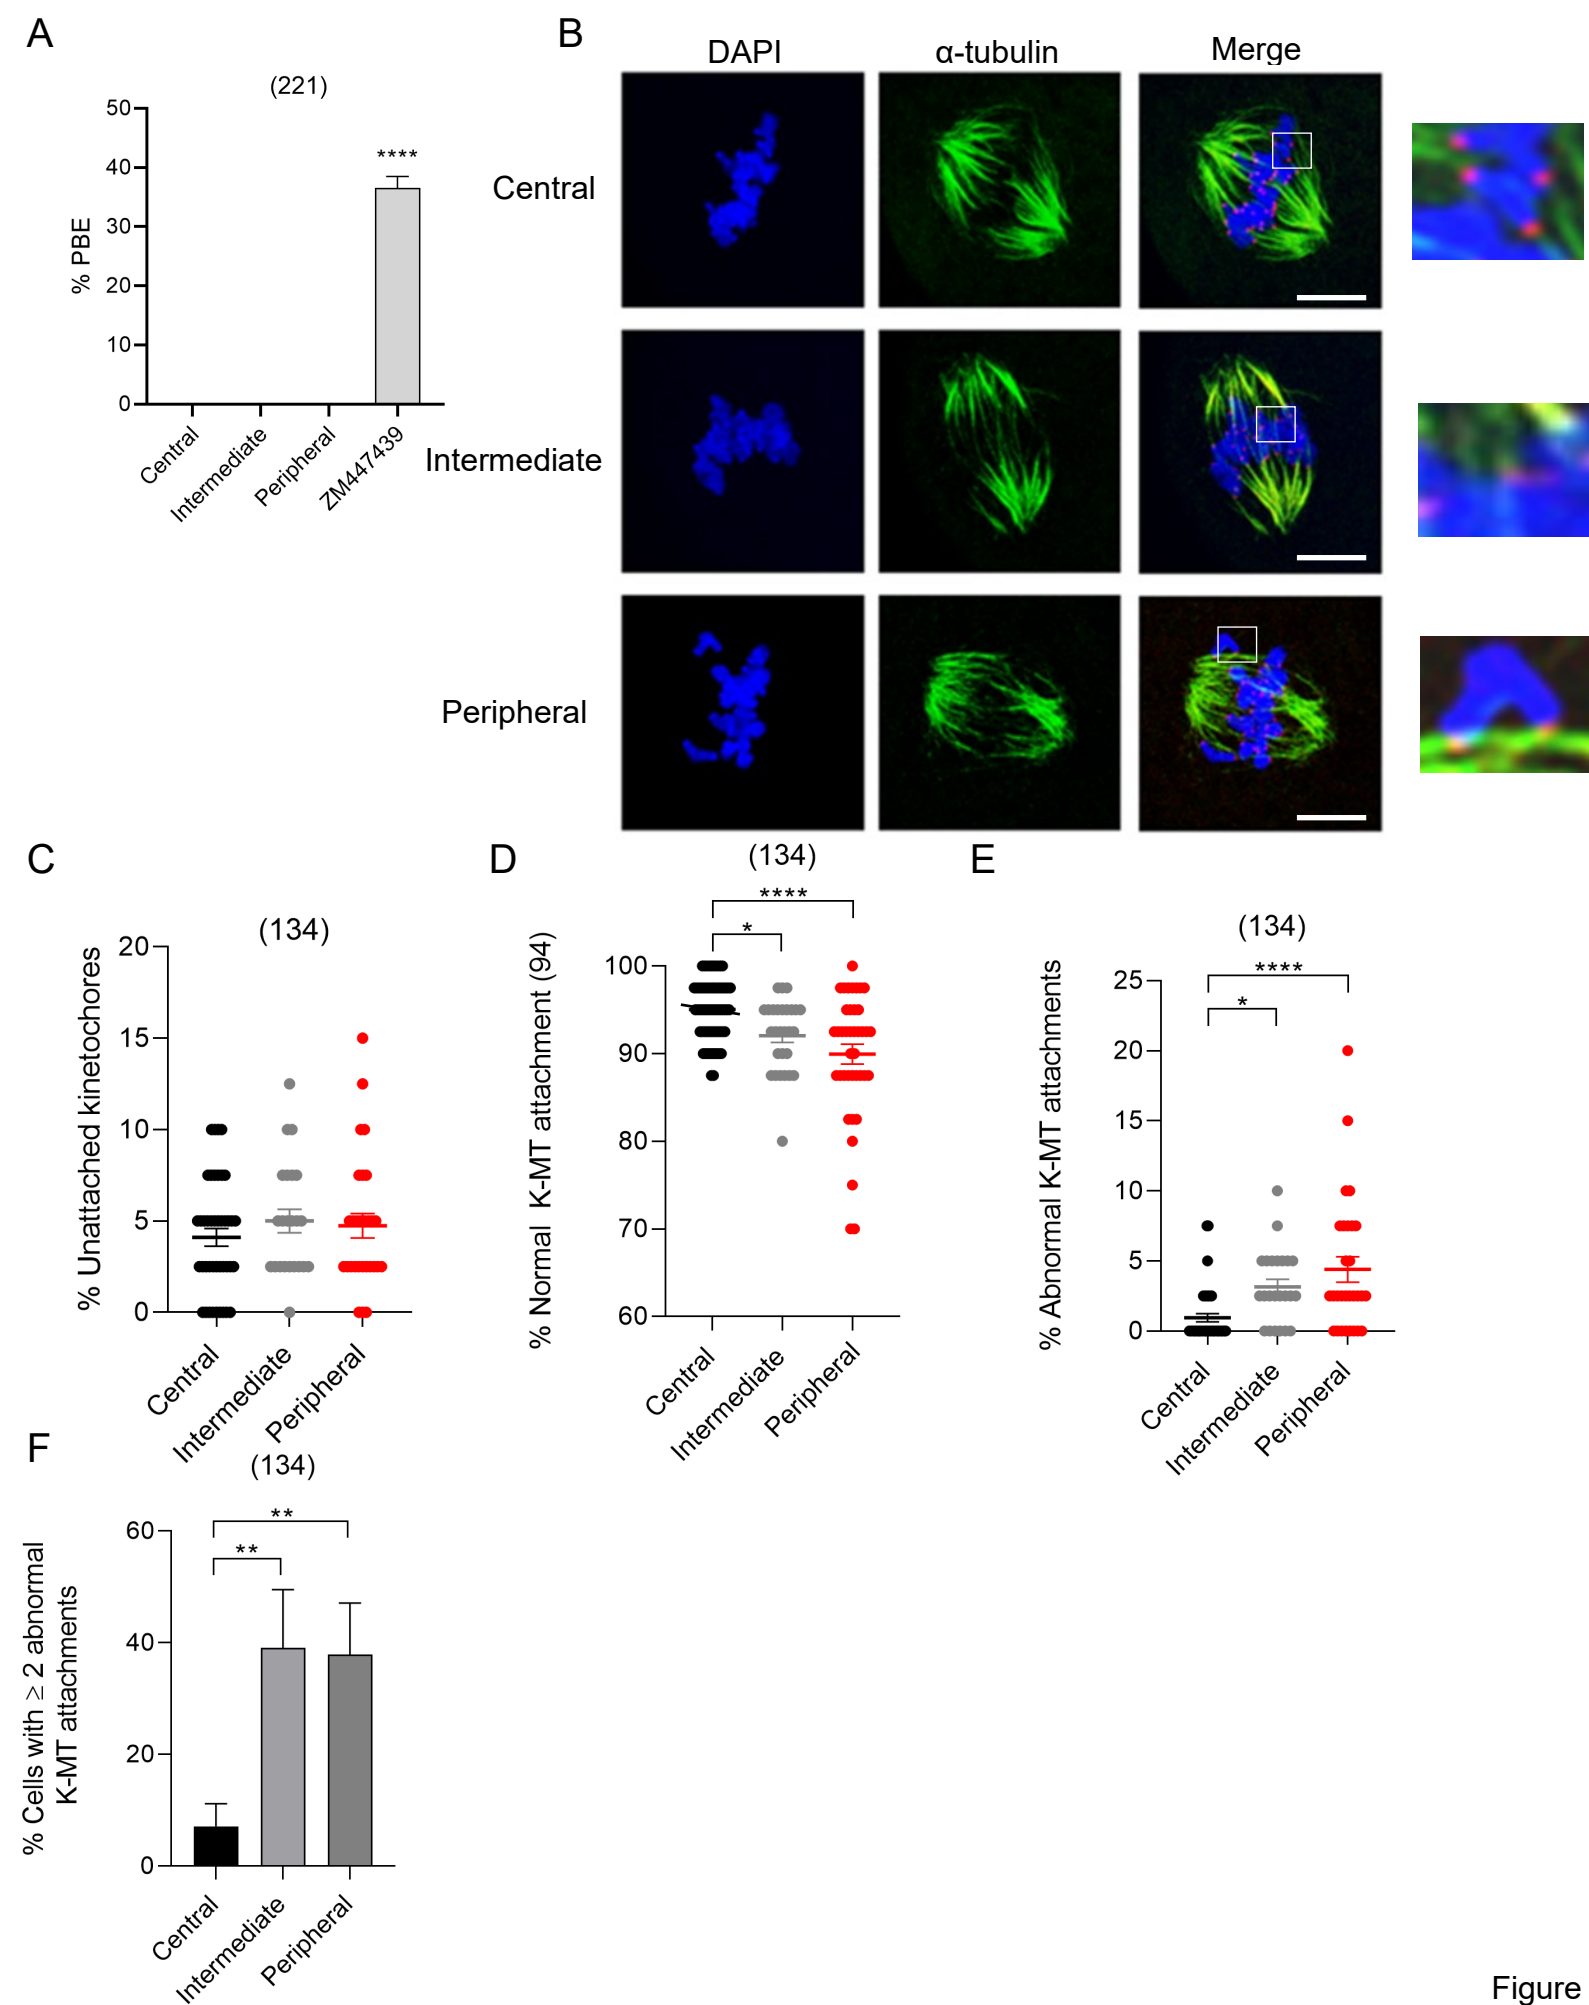 A
(221)
50
40
30
20
10
0
% PBE
****
Central
Intermediate
Peripheral
ZM447439
B
DAPI
α-tubulin
Merge
Central
Intermediate
Peripheral
C
(134)
% Unattached kinetochores
20
15
10
5
0
Central
Intermediate
Peripheral
D
(134)
****
*
% Normal K-MT attachment (94)
100
90
80
70
60
Central
Intermediate
Peripheral
E
(134)
****
*
% Abnormal K-MT attachments
25
20
15
10
5
0
Central
Intermediate
Peripheral
F
(134)
**
**
% Cells with ≥ 2 abnormal
K-MT attachments
60
40
20
0
Central
Intermediate
Peripheral
Figure